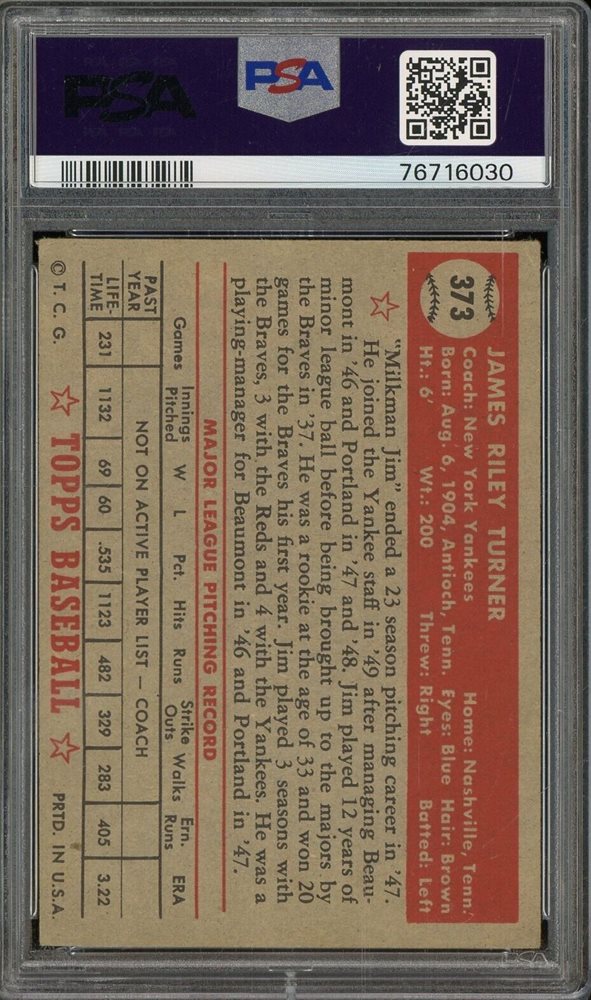 PSA
PSA
76716030
373
JAMES RILEY TURNER
Coach: New York Yankees Home: Nashville, Tenn.
Born: Aug. 6, 1904, Antioch, Tenn. Eyes: Blue Hair: Brown
Ht.: 6' Wt.: 200 Threw: Right Batted: Left
"Milkman Jim" ended a 23 season pitching career in '47.
He joined the Yankee staff in '49 after managing Beau-
mont in '46 and Portland in '47 and '48. Jim played 12 years of
minor league ball before being brought up to the majors by
the Braves in '37. He was a rookie at the age of 33 and won 20
games for the Braves his first year. Jim played 3 seasons with
the Braves, 3 with the Reds and 4 with the Yankees. He was a
playing-manager for Beaumont in '46 and Portland in '47.
MAJOR LEAGUE PITCHING RECORD
Games Innings Pitched W L Pct. Hits Runs Strike Outs Walks Ern. Runs ERA
PAST YEAR NOT ON ACTIVE PLAYER LIST — COACH
LIFE-TIME 231 1132 69 60 .535 1123 482 329 283 405 3.22
© T. C. G. TOPPS BASEBALL PRTD. IN U.S.A.